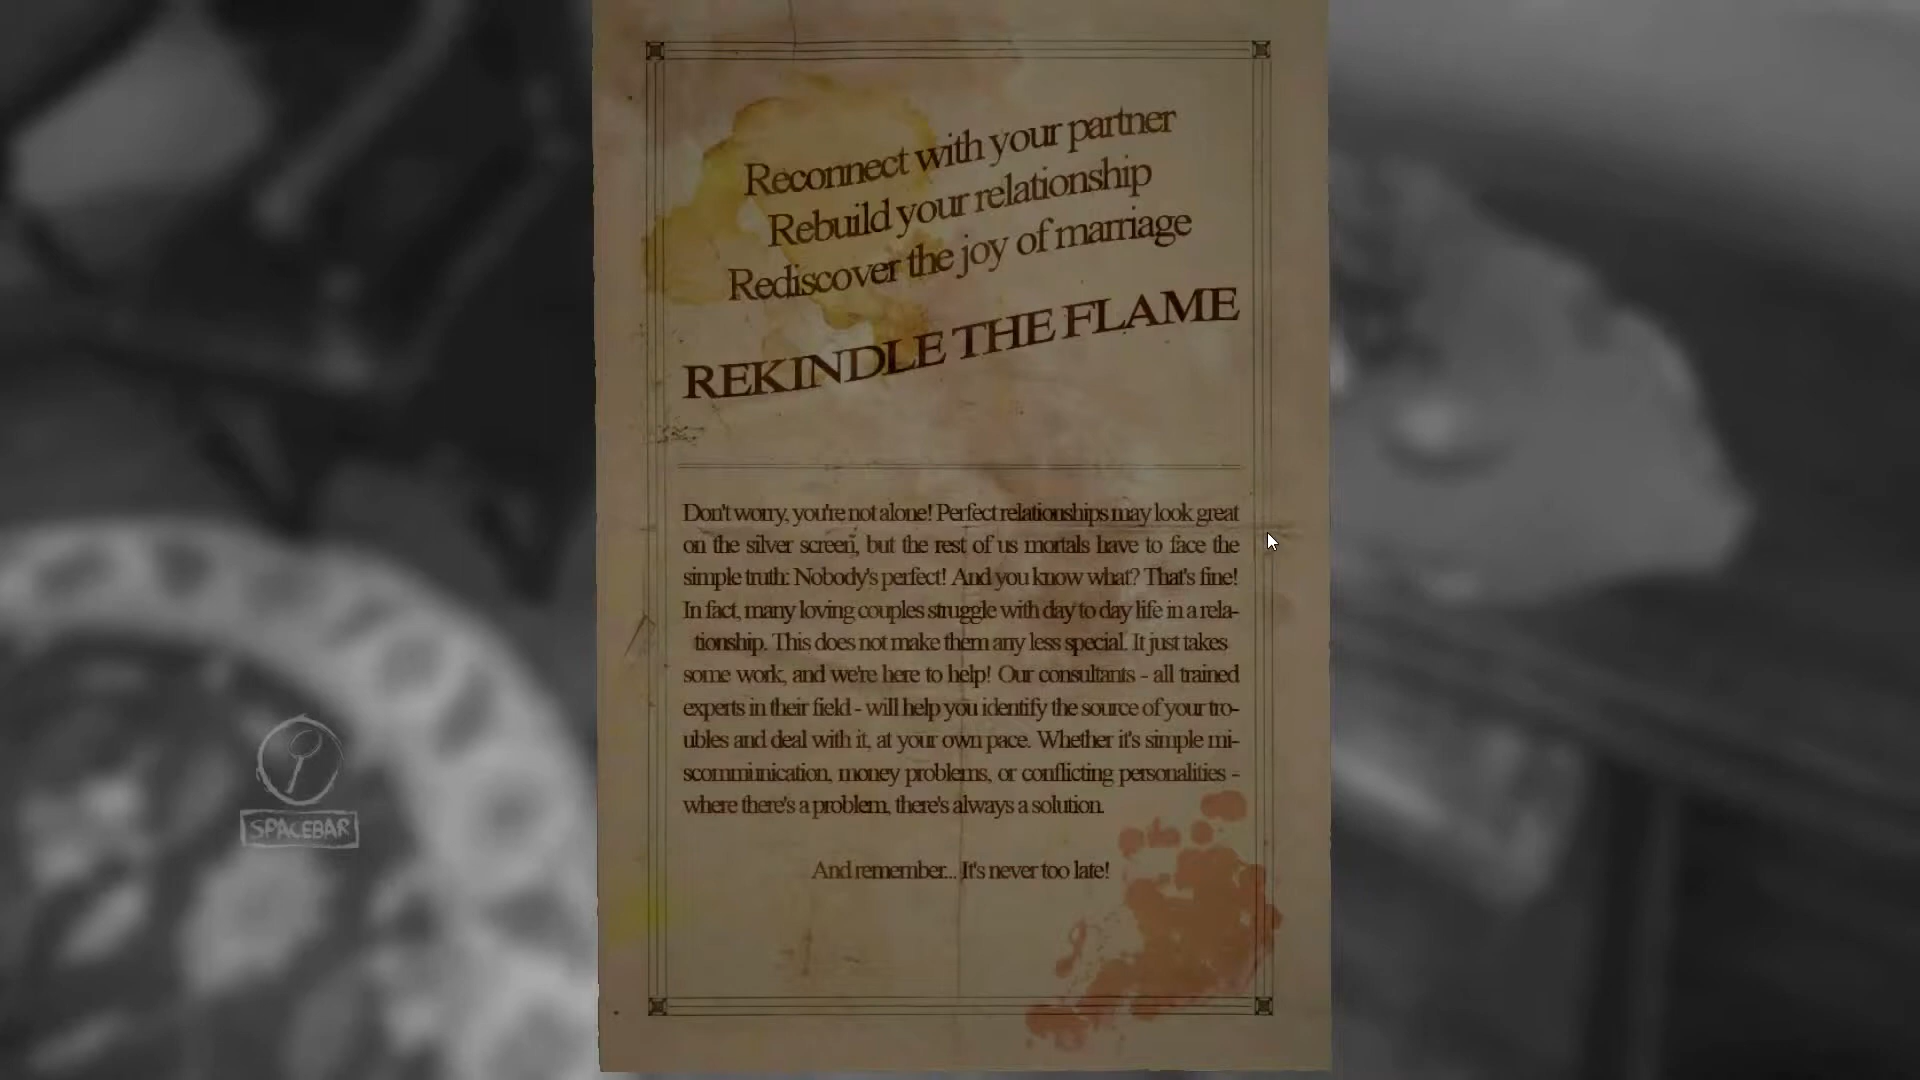 Reconnect with your partner
Rebuild your relationship
Rediscover the joy of marriage
REKINDLE THE FLAME
Don't worry, you're not alone! Perfect relationships may look great
on the silver screen, but the rest of us mortals have to face the
simple truth: Nobody's perfect! And you know what? That's fine!
In fact, many loving couples struggle with day to day life in a rela-
tionship. This does not make them any less special. It just takes
some work, and we're here to help! Our consultants - all trained
experts in their field - will help you identify the source of your tro-
ubles and deal with it, at your own pace. Whether it's simple mi-
scommunication, money problems, or conflicting personalities -
where there's a problem, there's always a solution.
And remember... It's never too late!
SPACEBAR